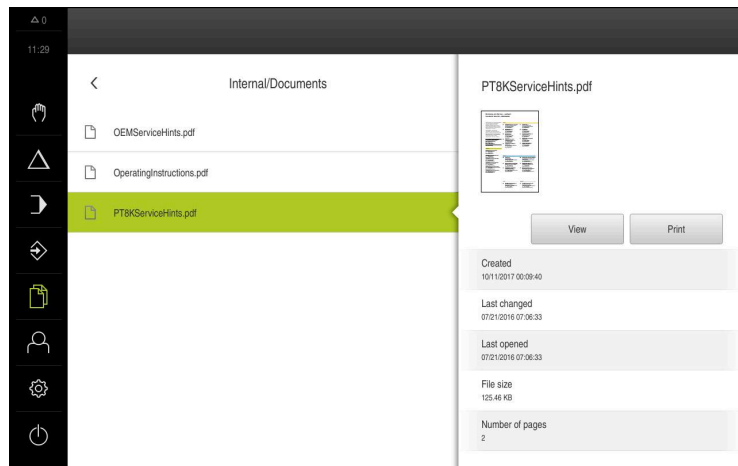 0
11:29
Internal/Documents
OEMServiceHints.pdf
OperatingInstructions.pdf
PT8KServiceHints.pdf
PT8KServiceHints.pdf
View
Print
Created
10/11/2017 00:09:40
Last changed
07/21/2016 07:06:33
Last opened
07/21/2016 07:06:33
File size
125.46 KB
Number of pages
2